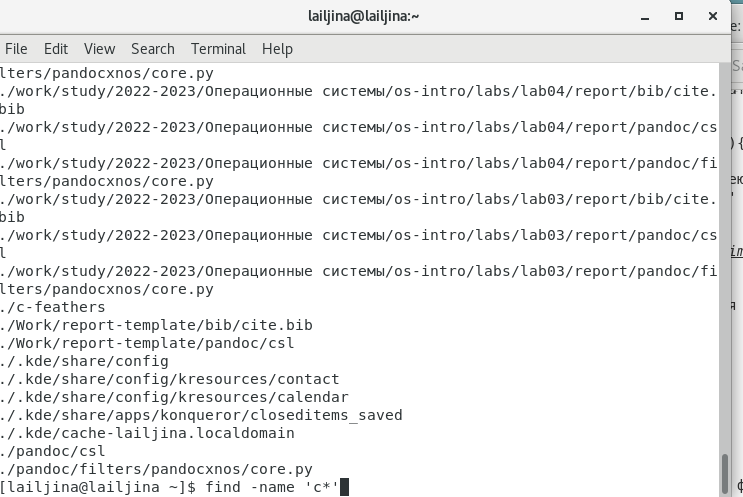 lailjina@lailjina:~
File Edit View Search Terminal Help
lters/pandocxnos/core.py
./work/study/2022-2023/Операционные системы/os-intro/labs/lab04/report/bib/cite.
bib
./work/study/2022-2023/Операционные системы/os-intro/labs/lab04/report/pandoc/cs
l
./work/study/2022-2023/Операционные системы/os-intro/labs/lab04/report/pandoc/fi
lters/pandocxnos/core.py
./work/study/2022-2023/Операционные системы/os-intro/labs/lab03/report/bib/cite.
bib
./work/study/2022-2023/Операционные системы/os-intro/labs/lab03/report/pandoc/cs
l
./work/study/2022-2023/Операционные системы/os-intro/labs/lab03/report/pandoc/fi
lters/pandocxnos/core.py
./c-feathers
./Work/report-template/bib/cite.bib
./Work/report-template/pandoc/csl
./.kde/share/config
./.kde/share/config/kresources/contact
./.kde/share/config/kresources/calendar
./.kde/share/apps/konqueror/closeditems_saved
./.kde/cache-lailjina.localdomain
./pandoc/csl
./pandoc/filters/pandocxnos/core.py
[lailjina@lailjina ~]$ find -name 'c*'